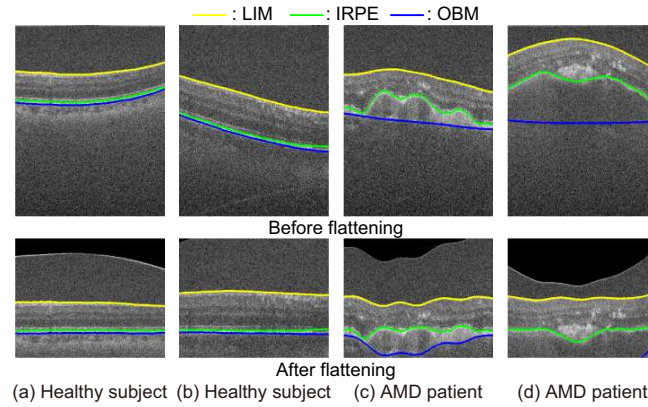 : LIM : IRPE : OBM
Before flattening
After flattening
(a) Healthy subject (b) Healthy subject (c) AMD patient (d) AMD patient